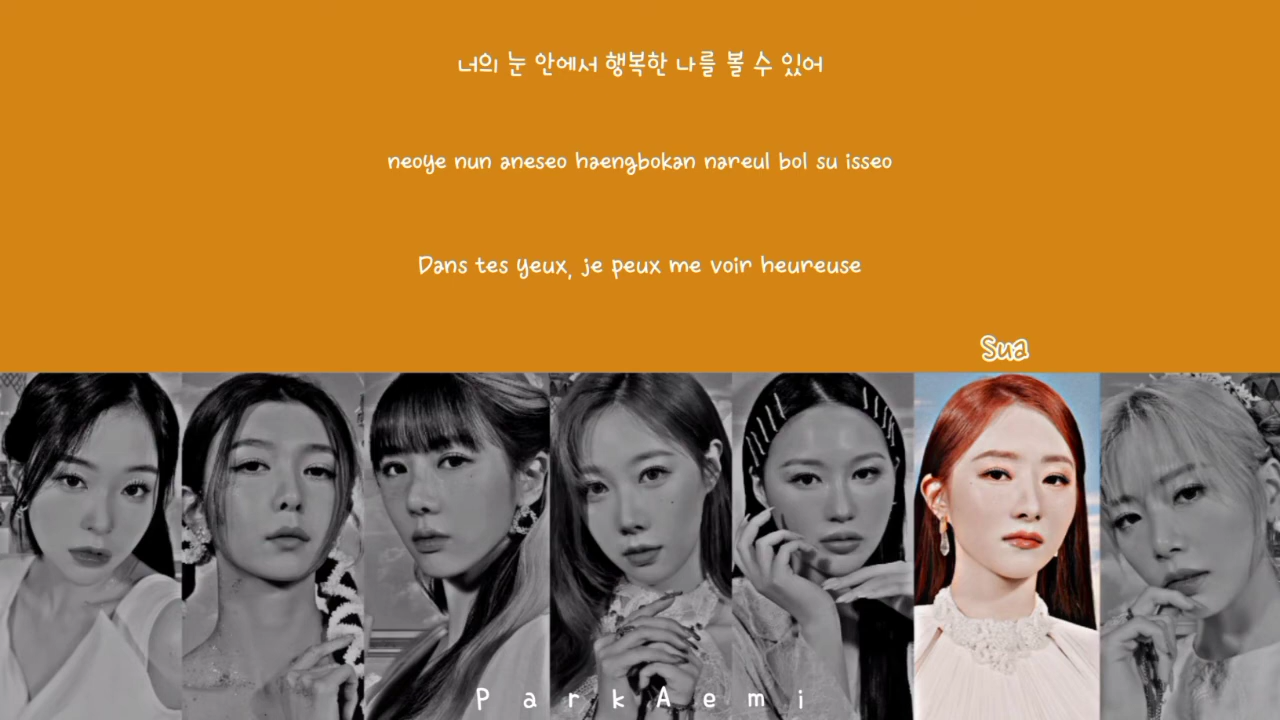 너의 눈 안에서 행복한 나를 볼 수 있어
neoye nun aneseo haengbokan nareul bol su isseo
Dans tes yeux, je peux me voir heureuse
Sua
ParkAemi